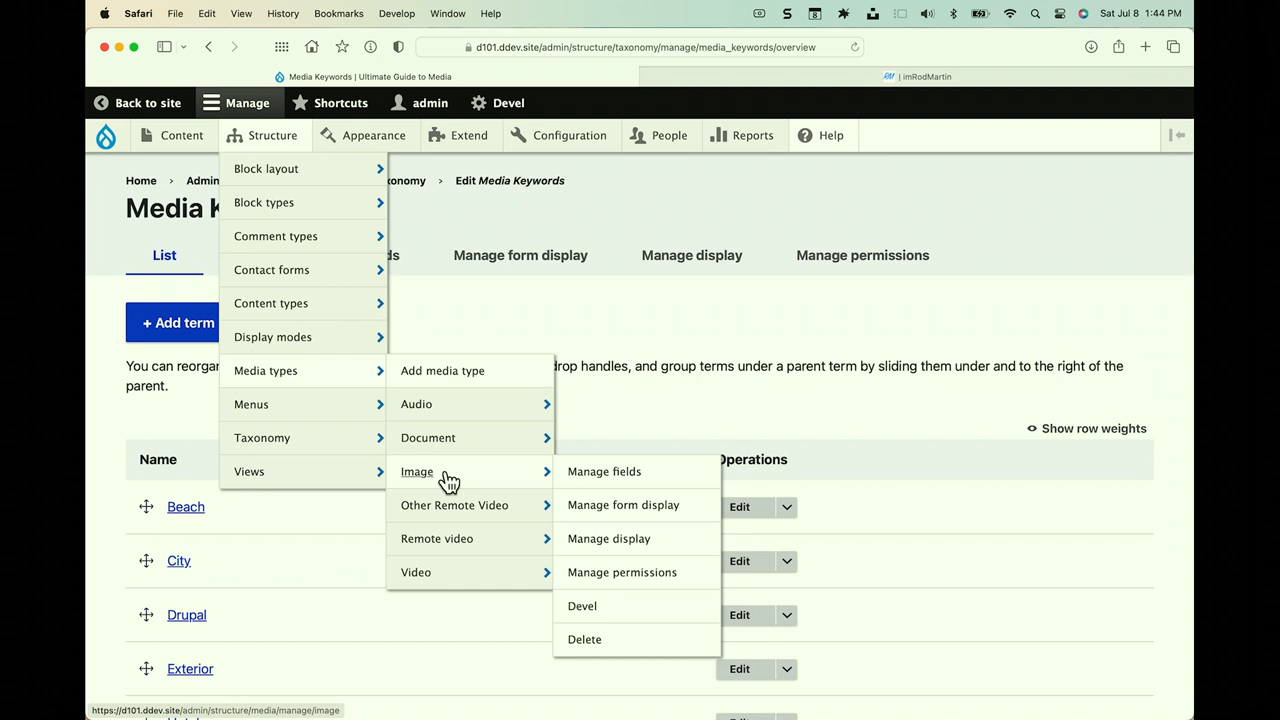 Safari File Edit View History Bookmarks Develop Window Help Sat Jul 8 1:44 PM
d101.ddev.site/admin/structure/taxonomy/manage/media_keywords/overview
Media Keywords | Ultimate Guide to Media
imRodMartin
Back to site Manage Shortcuts admin Devel
Content Structure Appearance Extend Configuration People Reports Help
Home > Admin
onomy > Edit Media Keywords
Media K
List
ds
Manage form display
Manage display
Manage permissions
+ Add term
You can reorgan
drop handles, and group terms under a parent term by sliding them under and to the right of the
parent.
Show row weights
Name
Operations
Beach
Edit
City
Edit
Drupal
Edit
Exterior
Edit
Block layout
Block types
Comment types
Contact forms
Content types
Display modes
Media types
Menus
Taxonomy
Views
Add media type
Audio
Document
Image
Other Remote Video
Remote video
Video
Manage fields
Manage form display
Manage display
Manage permissions
Devel
Delete
https://d101.ddev.site/admin/structure/media/manage/image